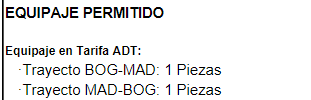 EQUIPAJE PERMITIDO
Equipaje en Tarifa ADT:
·Trayecto BOG-MAD: 1 Piezas
·Trayecto MAD-BOG: 1 Piezas